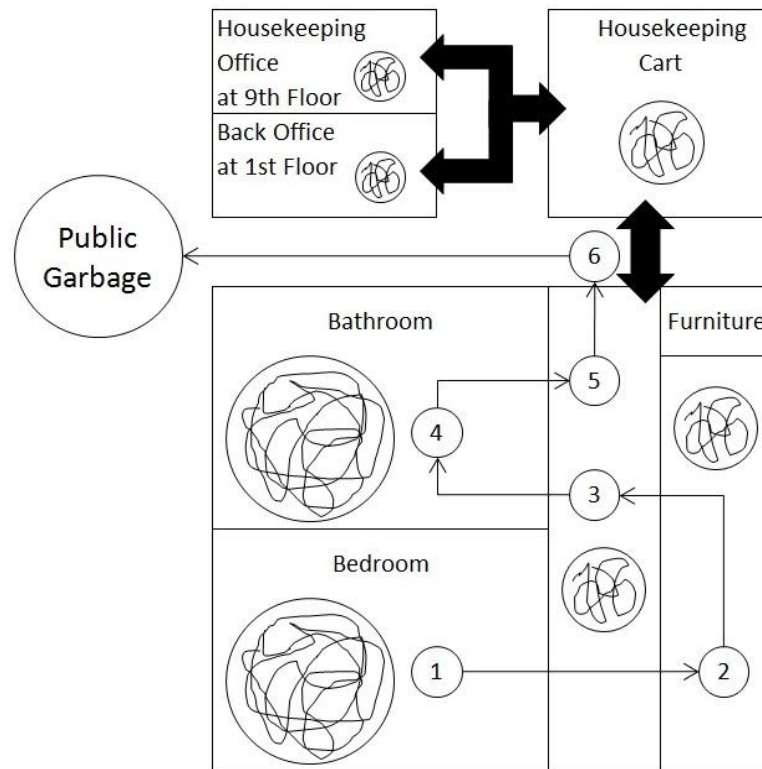 Housekeeping
Office
at 9th Floor
Back Office
at 1st Floor
Housekeeping
Cart
Public
Garbage
6
Bathroom
Furniture
5
4
3
Bedroom
1
2